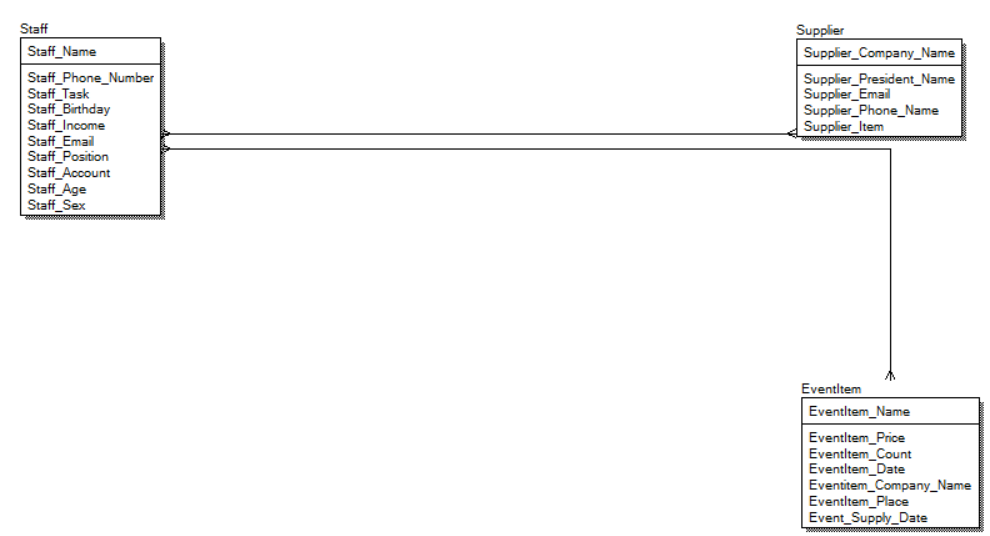 Staff
Staff_Name
Staff_Phone_Number
Staff_Task
Staff_Birthday
Staff_Income
Staff_Email
Staff_Position
Staff_Account
Staff_Age
Staff_Sex
Supplier
Supplier_Company_Name
Supplier_President_Name
Supplier_Email
Supplier_Phone_Name
Supplier_Item
EventItem
EventItem_Name
EventItem_Price
EventItem_Count
EventItem_Date
Eventitem_Company_Name
EventItem_Place
Event_Supply_Date